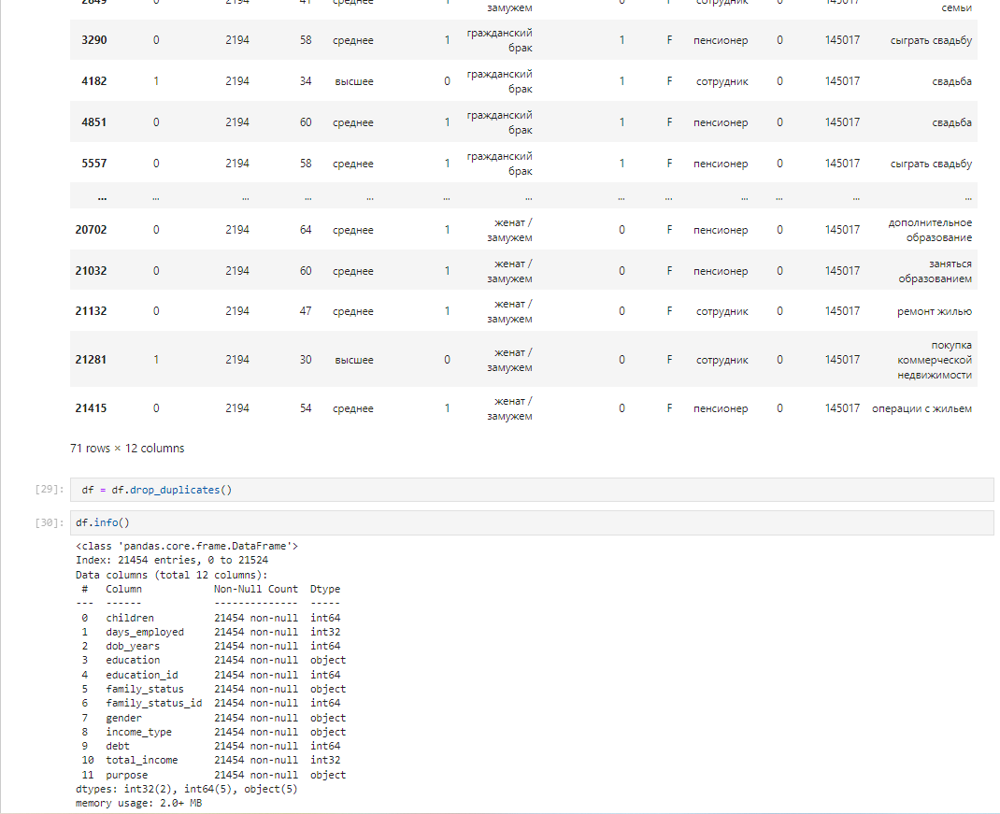 2849 0 2194 41 среднее 1 замужем 0 F сотрудник 0 145017 семьи
3290 0 2194 58 среднее 1 гражданский брак 1 F пенсионер 0 145017 сыграть свадьбу
4182 1 2194 34 высшее 0 гражданский брак 1 F сотрудник 0 145017 свадьба
4851 0 2194 60 среднее 1 гражданский брак 1 F пенсионер 0 145017 свадьба
5557 0 2194 58 среднее 1 гражданский брак 1 F пенсионер 0 145017 сыграть свадьбу
... ... ... ... ... ... ... ... ... ... ... ... ...
20702 0 2194 64 среднее 1 женат / замужем 0 F пенсионер 0 145017 дополнительное образование
21032 0 2194 60 среднее 1 женат / замужем 0 F пенсионер 0 145017 заняться образованием
21132 0 2194 47 среднее 1 женат / замужем 0 F сотрудник 0 145017 ремонт жилью
21281 1 2194 30 высшее 0 женат / замужем 0 F сотрудник 0 145017 покупка коммерческой недвижимости
21415 0 2194 54 среднее 1 женат / замужем 0 F пенсионер 0 145017 операции с жильем
71 rows × 12 columns
[29]: df = df.drop_duplicates()
[30]: df.info()
<class 'pandas.core.frame.DataFrame'>
Index: 21454 entries, 0 to 21524
Data columns (total 12 columns):
# Column Non-Null Count Dtype
--- ------ -------------- -----
0 children 21454 non-null int64
1 days_employed 21454 non-null int32
2 dob_years 21454 non-null int64
3 education 21454 non-null object
4 education_id 21454 non-null int64
5 family_status 21454 non-null object
6 family_status_id 21454 non-null int64
7 gender 21454 non-null object
8 income_type 21454 non-null object
9 debt 21454 non-null int64
10 total_income 21454 non-null int32
11 purpose 21454 non-null object
dtypes: int32(2), int64(5), object(5)
memory usage: 2.0+ MB